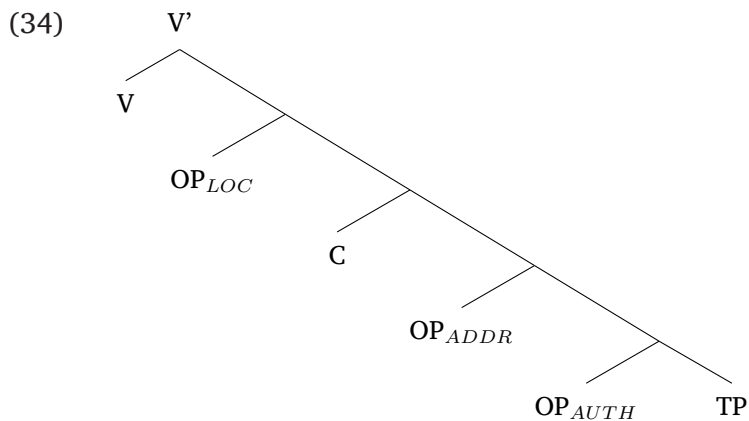 (34) V'
V
OP_LOC
C
OP_ADDR
OP_AUTH TP